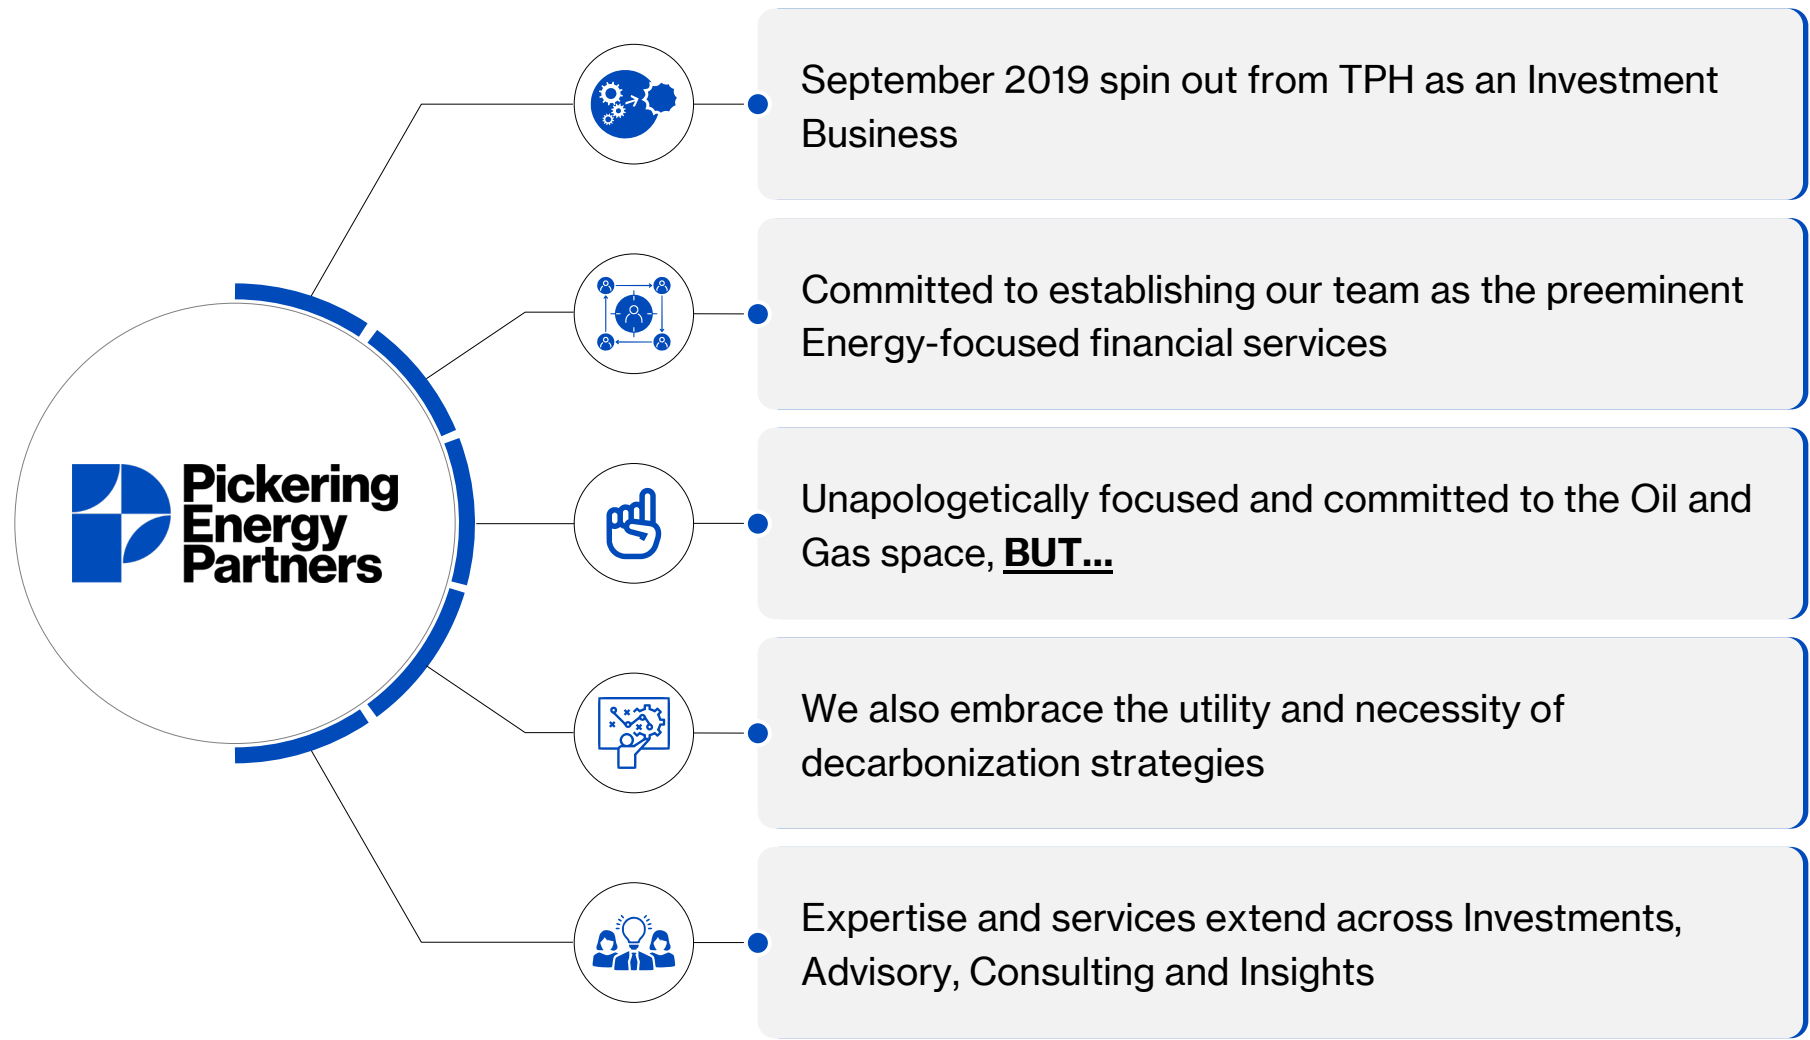 Pickering
Energy
Partners
September 2019 spin out from TPH as an Investment
Business
Committed to establishing our team as the preeminent
Energy-focused financial services
Unapologetically focused and committed to the Oil and
Gas space, BUT...
We also embrace the utility and necessity of
decarbonization strategies
Expertise and services extend across Investments,
Advisory, Consulting and Insights